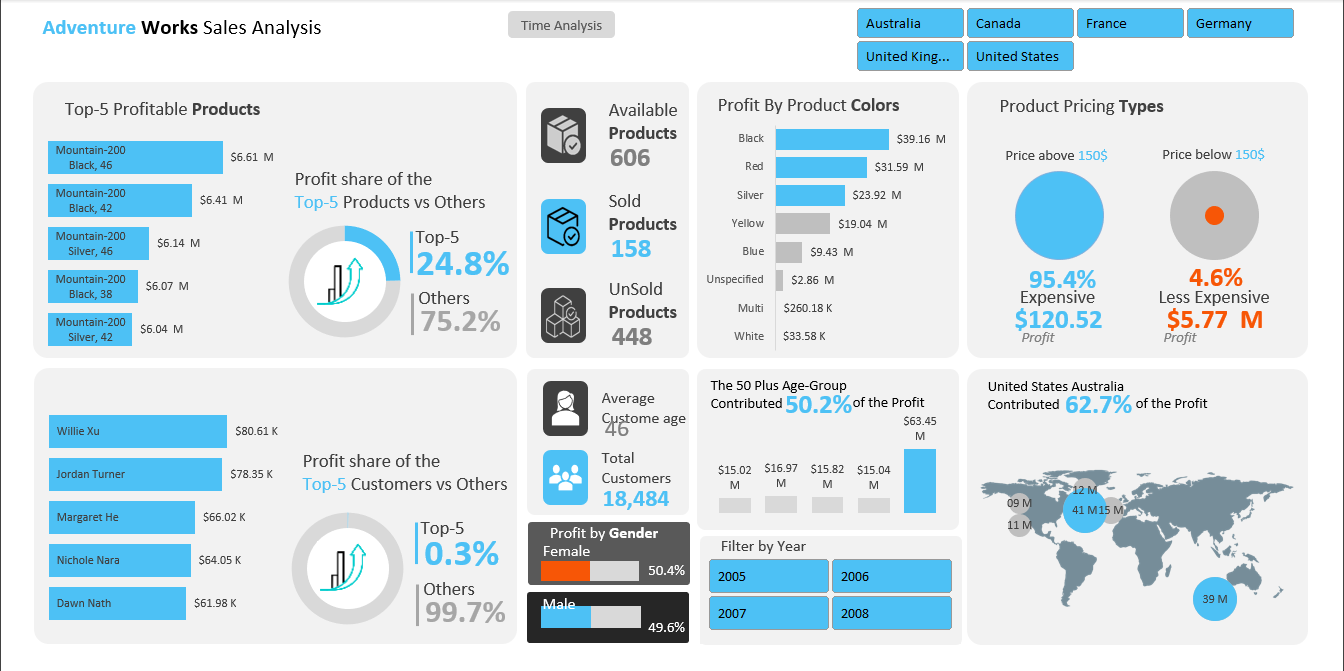 Adventure Works Sales Analysis
Time Analysis
Australia
Canada
France
Germany
United King...
United States
Top-5 Profitable Products
Mountain-200
Black, 46
$6.61 M
Mountain-200
Black, 42
$6.41 M
Mountain-200
Silver, 46
$6.14 M
Mountain-200
Black, 38
$6.07 M
Mountain-200
Silver, 42
$6.04 M
Profit share of the
Top-5 Products vs Others
Top-5
24.8%
Others
75.2%
Available
Products
606
Sold
Products
158
UnSold
Products
448
Profit By Product Colors
Black $39.16 M
Red $31.59 M
Silver $23.92 M
Yellow $19.04 M
Blue $9.43 M
Unspecified $2.86 M
Multi $260.18 K
White $33.58 K
Product Pricing Types
Price above 150$
95.4%
Expensive
$120.52
Profit
Price below 150$
4.6%
Less Expensive
$5.77 M
Profit
Willie Xu $80.61 K
Jordan Turner $78.35 K
Margaret He $66.02 K
Nichole Nara $64.05 K
Dawn Nath $61.98 K
Profit share of the
Top-5 Customers vs Others
Top-5
0.3%
Others
99.7%
Average
Custome age
46
Total
Customers
18,484
Profit by Gender
Female
50.4%
Male
49.6%
The 50 Plus Age-Group
Contributed 50.2% of the Profit
$15.02
M
$16.97
M
$15.82
M
$15.04
M
$63.45
M
Filter by Year
2005
2006
2007
2008
United States Australia
Contributed 62.7% of the Profit
09 M
11 M
12 M
41 M
15 M
39 M